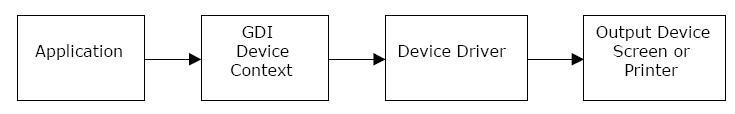 Application
GDI
Device
Context
Device Driver
Output Device
Screen or
Printer